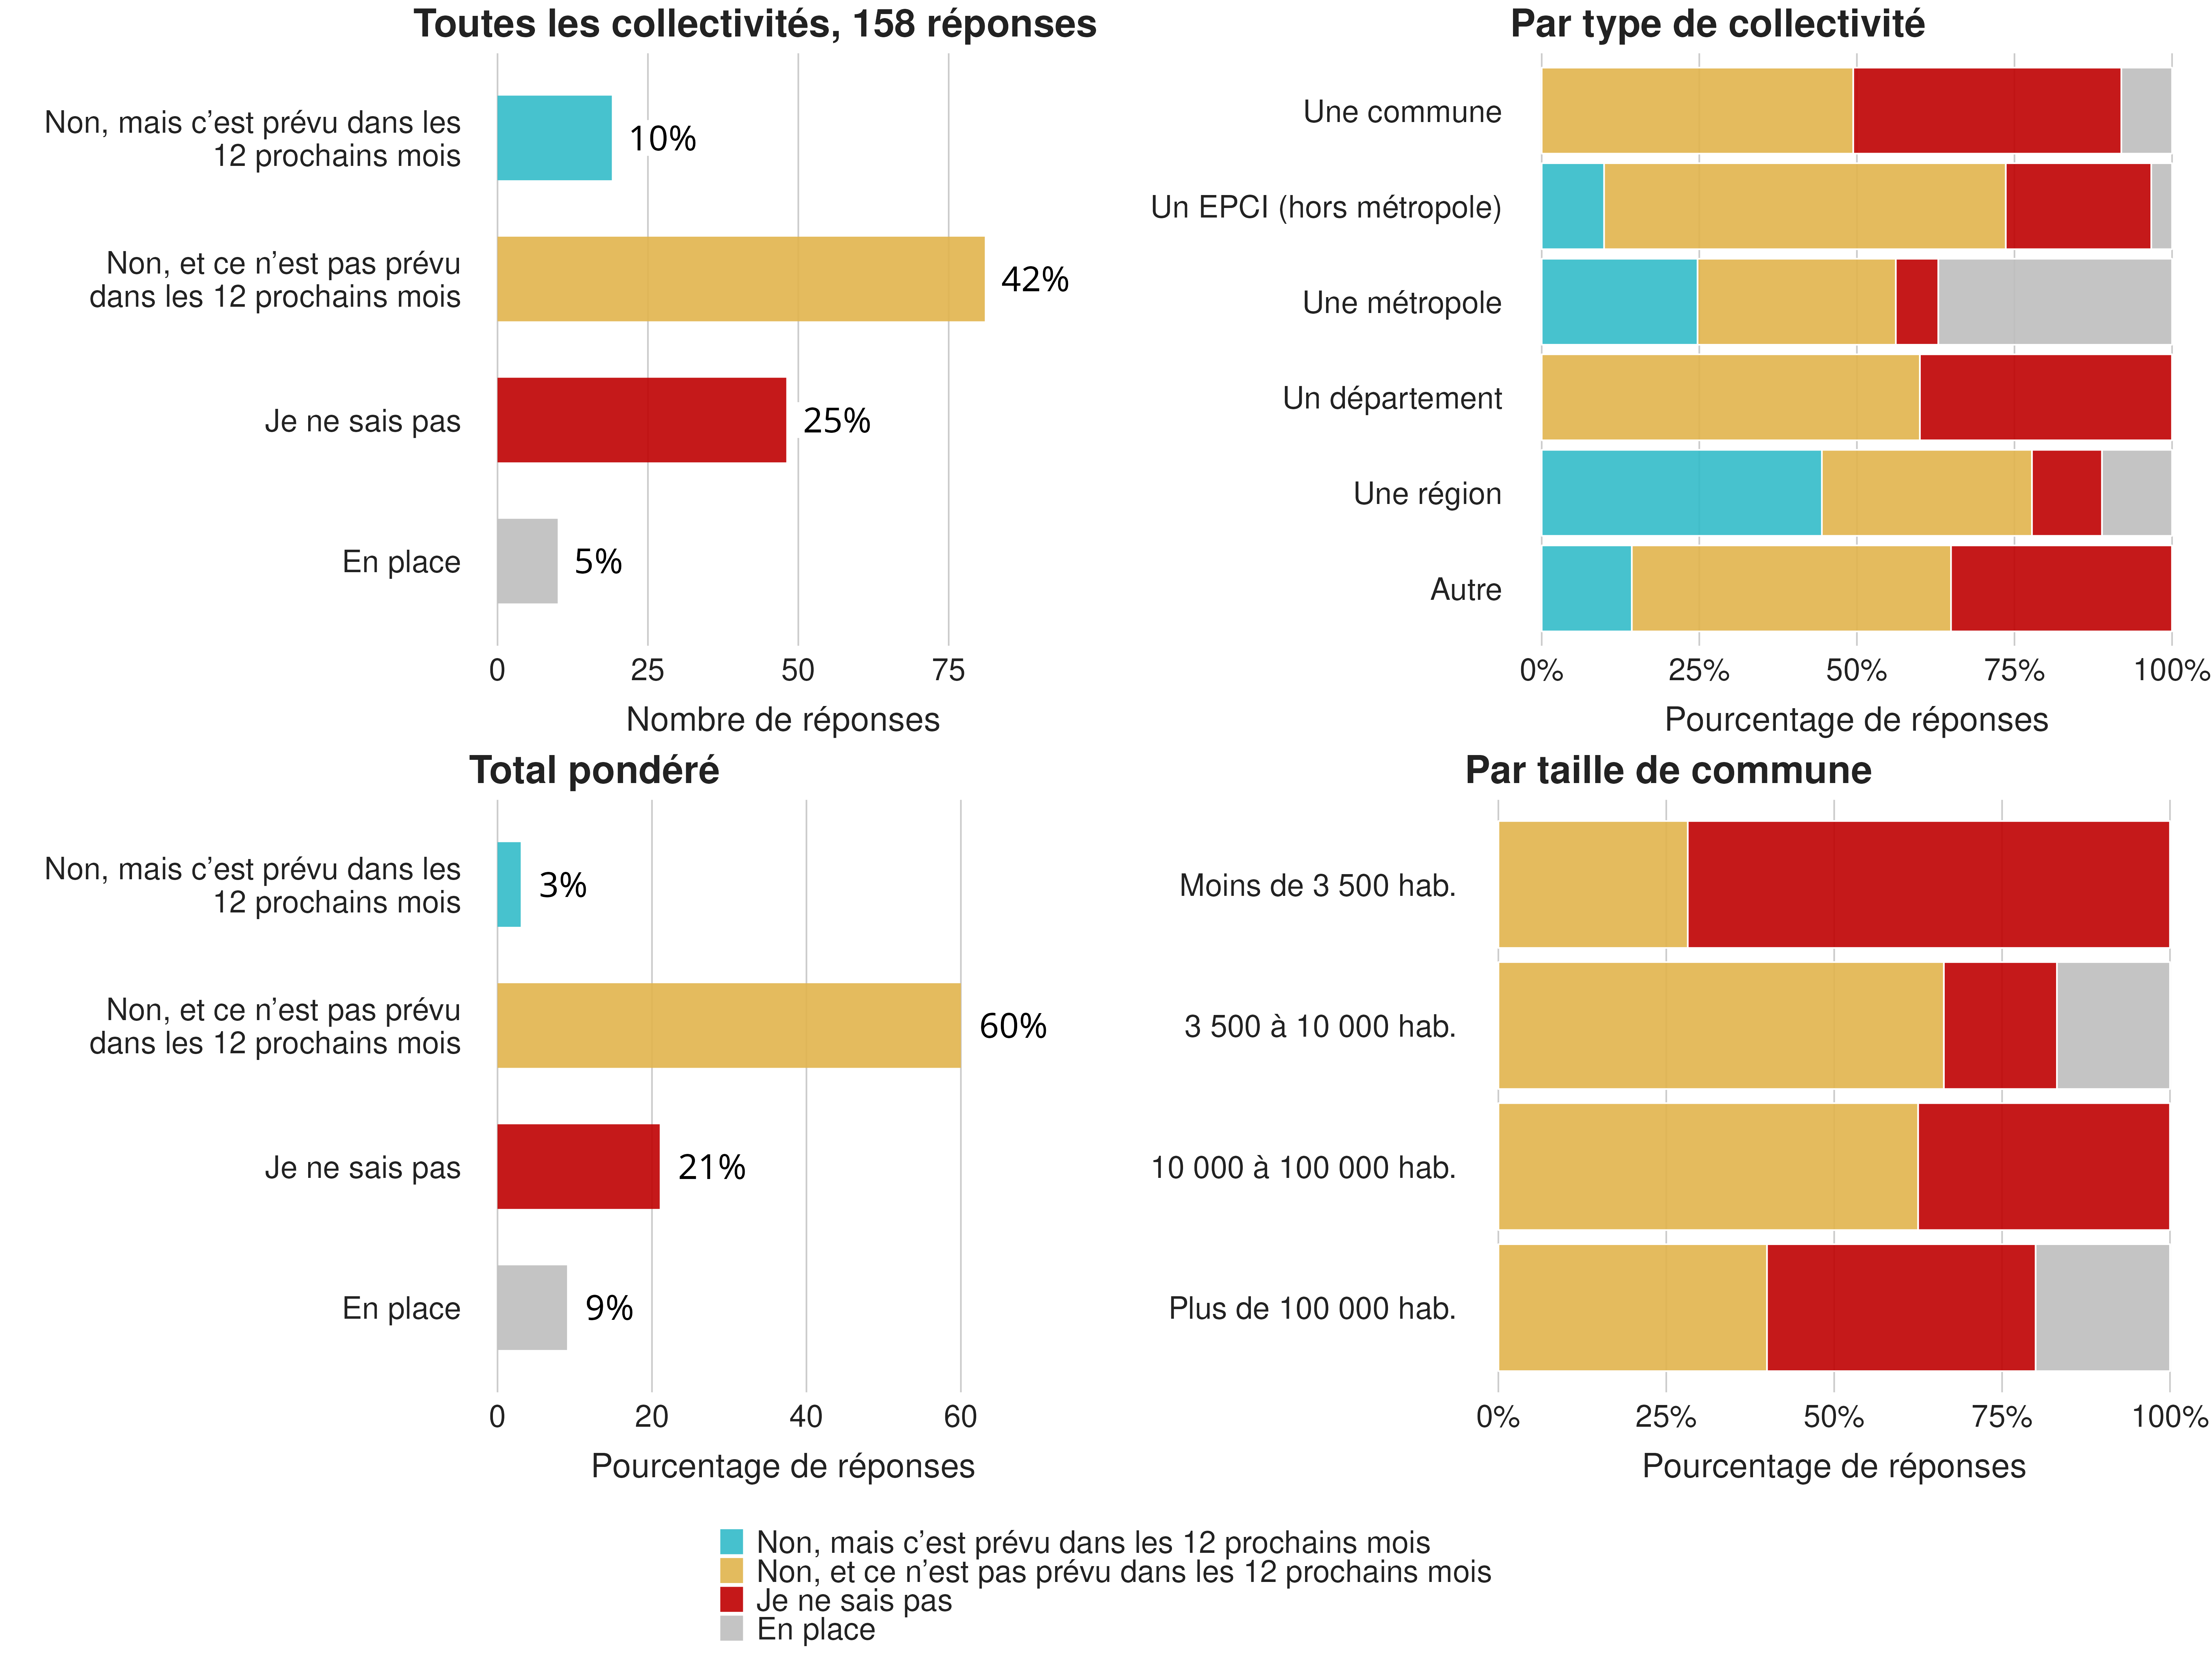 Toutes les collectivités, 158 réponses
Non, mais c’est prévu dans les
12 prochains mois
10%
Non, et ce n’est pas prévu
dans les 12 prochains mois
42%
Je ne sais pas
25%
En place
5%
0 25 50 75
Nombre de réponses
Par type de collectivité
Une commune
Un EPCI (hors métropole)
Une métropole
Un département
Une région
Autre
0% 25% 50% 75% 100%
Pourcentage de réponses
Total pondéré
Non, mais c’est prévu dans les
12 prochains mois
3%
Non, et ce n’est pas prévu
dans les 12 prochains mois
60%
Je ne sais pas
21%
En place
9%
0 20 40 60
Pourcentage de réponses
Par taille de commune
Moins de 3 500 hab.
3 500 à 10 000 hab.
10 000 à 100 000 hab.
Plus de 100 000 hab.
0% 25% 50% 75% 100%
Pourcentage de réponses
Non, mais c’est prévu dans les 12 prochains mois
Non, et ce n’est pas prévu dans les 12 prochains mois
Je ne sais pas
En place